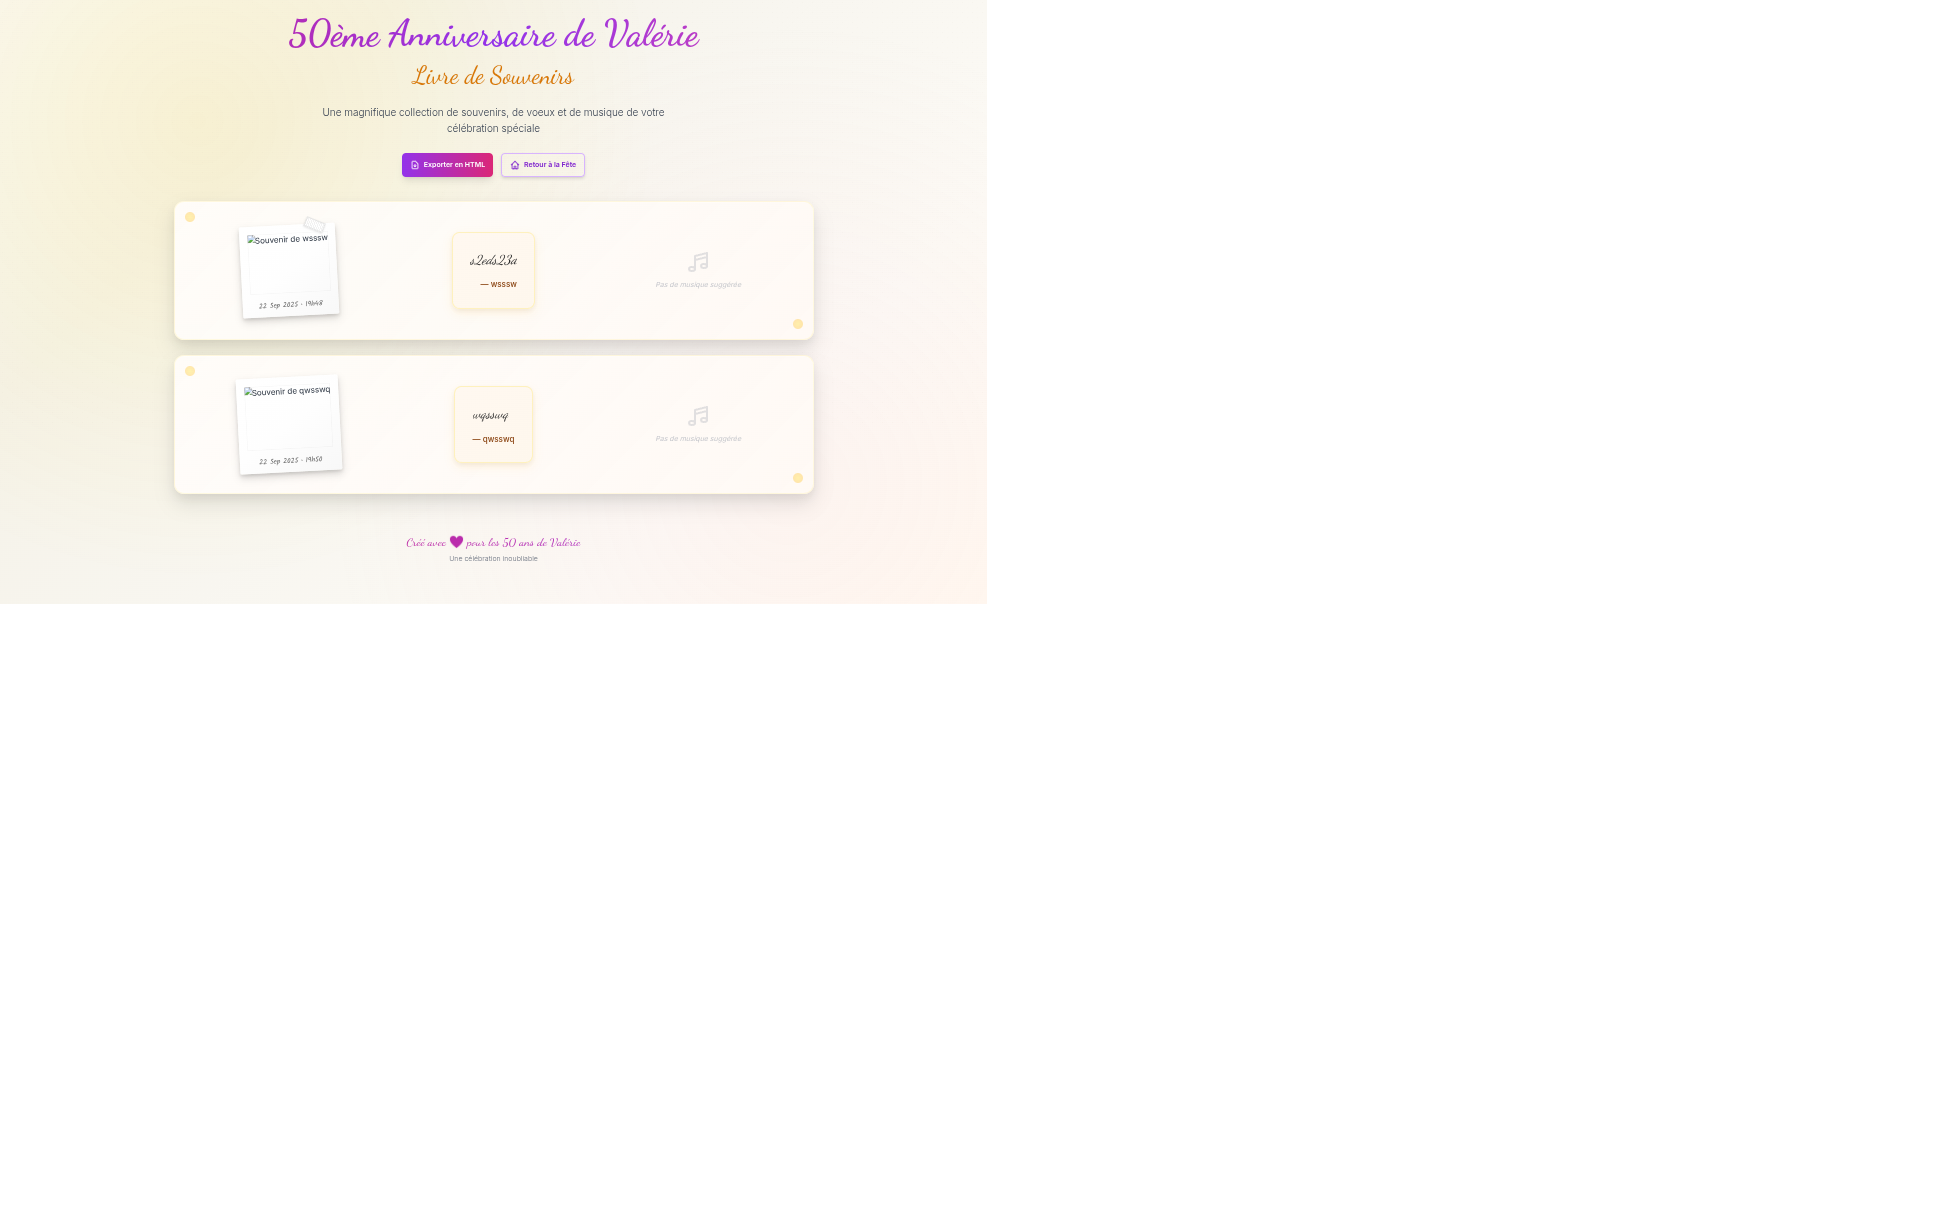 50ème Anniversaire de Valérie
Livre de Souvenirs
Une magnifique collection de souvenirs, de voeux et de musique de votre
célébration spéciale
Exporter en HTML
Retour à la Fête
Souvenir de wsssw
22 Sep 2025 · 19h48
s2eds23a
— wsssw
Pas de musique suggérée
Souvenir de qwsswq
22 Sep 2025 · 19h50
wqsswq
— qwsswq
Pas de musique suggérée
Créé avec 💜 pour les 50 ans de Valérie
Une célébration inoubliable